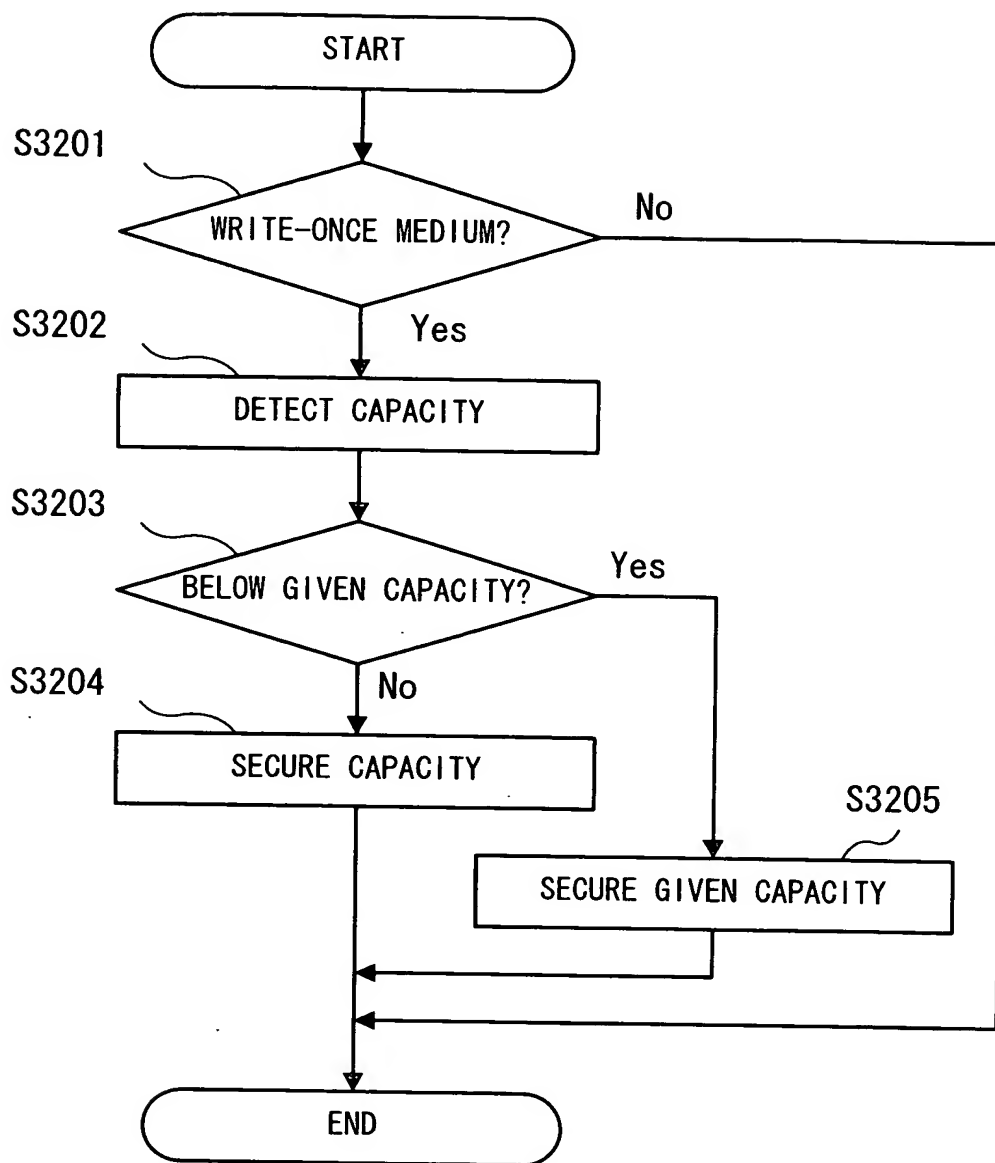 START
S3201
WRITE-ONCE MEDIUM?
No
S3202
Yes
DETECT CAPACITY
S3203
BELOW GIVEN CAPACITY?
Yes
S3204
No
SECURE CAPACITY
S3205
SECURE GIVEN CAPACITY
END